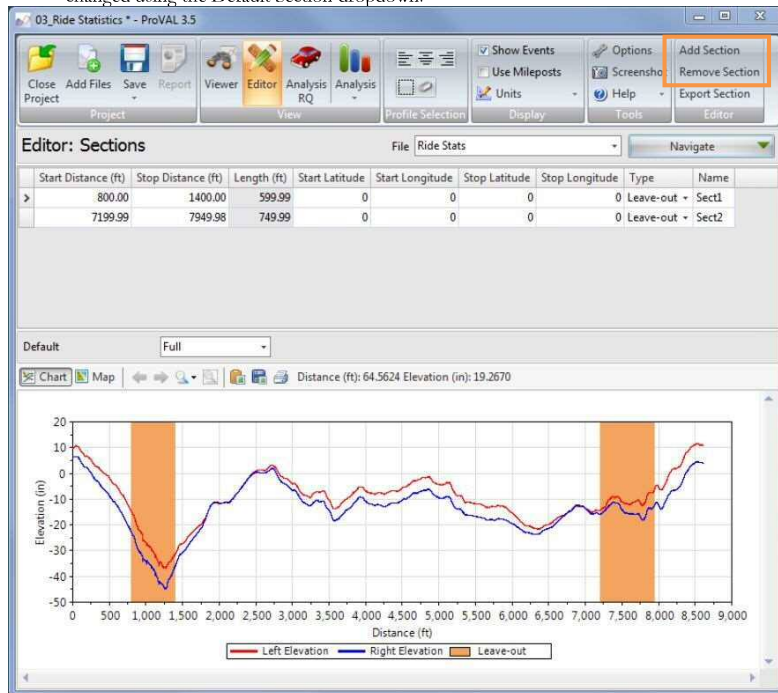 changed using the Default Section dropdown.
03_Ride Statistics * - ProVAL 3.5
Close Project Add Files Save Report
Project
Viewer Editor Analysis RQ Analysis
View
Profile Selection
Show Events
Use Mileposts
Units
Display
Options
Screenshot
Help
Tools
Add Section
Remove Section
Export Section
Editor
Editor: Sections File Ride Stats Navigate
Start Distance (ft) Stop Distance (ft) Length (ft) Start Latitude Start Longitude Stop Latitude Stop Longitude Type Name
800.00 1400.00 599.99 0 0 0 0 Leave-out Sect1
7199.99 7949.98 749.99 0 0 0 0 Leave-out Sect2
Default Full
Chart Map Distance (ft): 64.5624 Elevation (in): 19.2670
20
10
0
-10
-20
-30
-40
-50
Elevation (in)
0 500 1,000 1,500 2,000 2,500 3,000 3,500 4,000 4,500 5,000 5,500 6,000 6,500 7,000 7,500 8,000 8,500 9,000
Distance (ft)
Left Elevation Right Elevation Leave-out